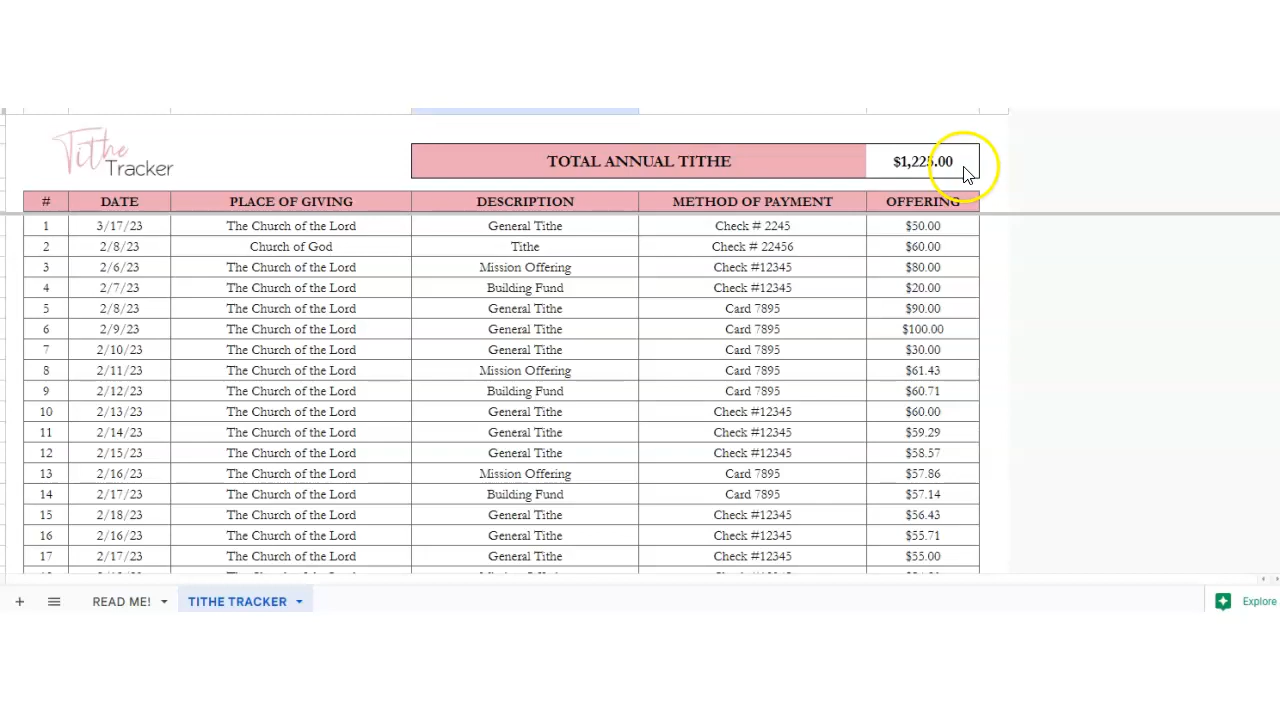 Tithe
Tracker
TOTAL ANNUAL TITHE $1,225.00
# DATE PLACE OF GIVING DESCRIPTION METHOD OF PAYMENT OFFERING
1 3/17/23 The Church of the Lord General Tithe Check # 2245 $50.00
2 2/8/23 Church of God Tithe Check # 22456 $60.00
3 2/6/23 The Church of the Lord Mission Offering Check #12345 $80.00
4 2/7/23 The Church of the Lord Building Fund Check #12345 $20.00
5 2/8/23 The Church of the Lord General Tithe Card 7895 $90.00
6 2/9/23 The Church of the Lord General Tithe Card 7895 $100.00
7 2/10/23 The Church of the Lord General Tithe Card 7895 $30.00
8 2/11/23 The Church of the Lord Mission Offering Card 7895 $61.43
9 2/12/23 The Church of the Lord Building Fund Card 7895 $60.71
10 2/13/23 The Church of the Lord General Tithe Check #12345 $60.00
11 2/14/23 The Church of the Lord General Tithe Check #12345 $59.29
12 2/15/23 The Church of the Lord General Tithe Check #12345 $58.57
13 2/16/23 The Church of the Lord Mission Offering Card 7895 $57.86
14 2/17/23 The Church of the Lord Building Fund Card 7895 $57.14
15 2/18/23 The Church of the Lord General Tithe Check #12345 $56.43
16 2/16/23 The Church of the Lord General Tithe Check #12345 $55.71
17 2/17/23 The Church of the Lord General Tithe Check #12345 $55.00
READ ME! TITHE TRACKER Explore